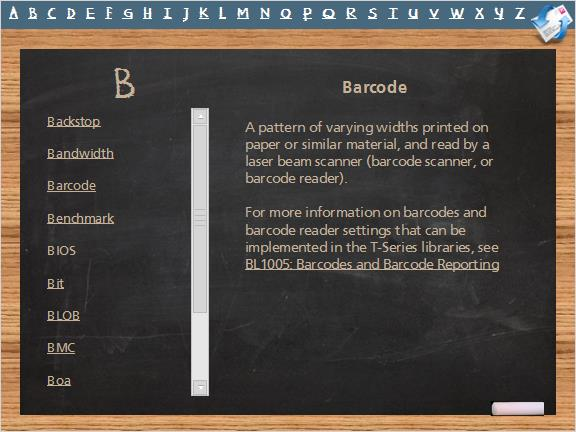 A B C D E F G H I J K L M N O P Q R S T U V W X Y Z
B
Backstop
Bandwidth
Barcode
Benchmark
BIOS
Bit
BLOB
BMC
Boa
Barcode
A pattern of varying widths printed on
paper or similar material, and read by a
laser beam scanner (barcode scanner, or
barcode reader).
For more information on barcodes and
barcode reader settings that can be
implemented in the T-Series libraries, see
BL1005: Barcodes and Barcode Reporting